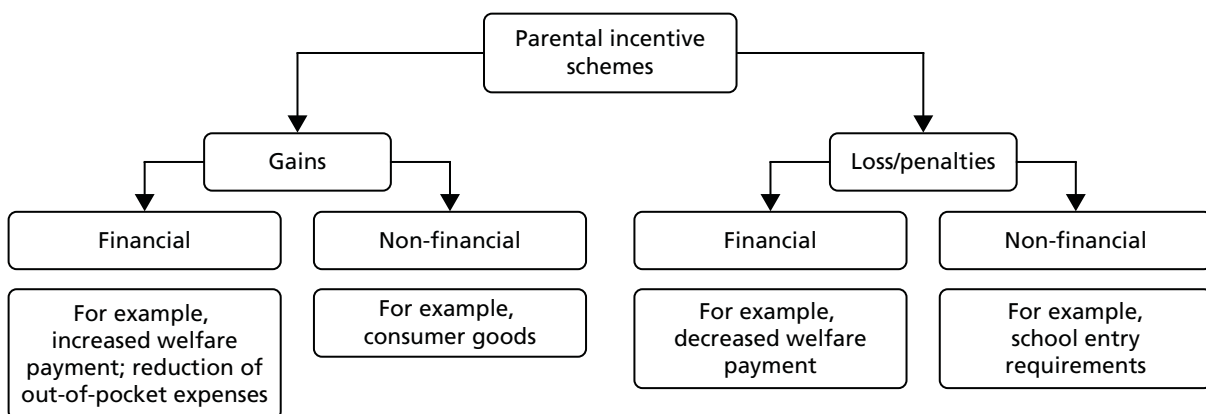 Parental incentive
schemes
Gains
Loss/penalties
Financial
Non-financial
Financial
Non-financial
For example,
increased welfare
payment; reduction of
out-of-pocket expenses
For example,
consumer goods
For example,
decreased welfare
payment
For example,
school entry
requirements